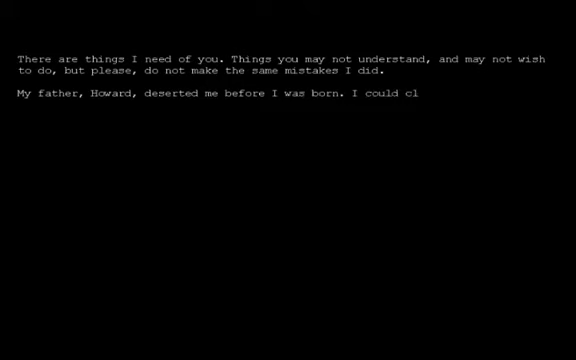 There are things I need of you. Things you may not understand, and may not wish
to do, but please, do not make the same mistakes I did.
My father, Howard, deserted me before I was born. I could cl